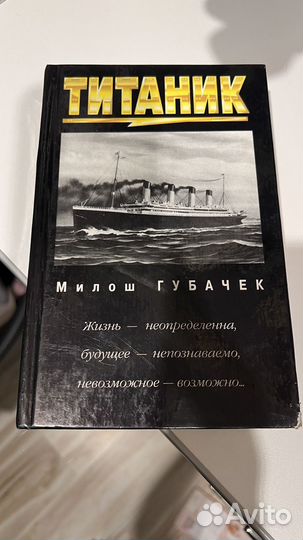 ТИТАНИК
Милош ГУБАЧЕК
Жизнь — неопределенна,
будущее — непознаваемо,
невозможное — возможно...
Avito